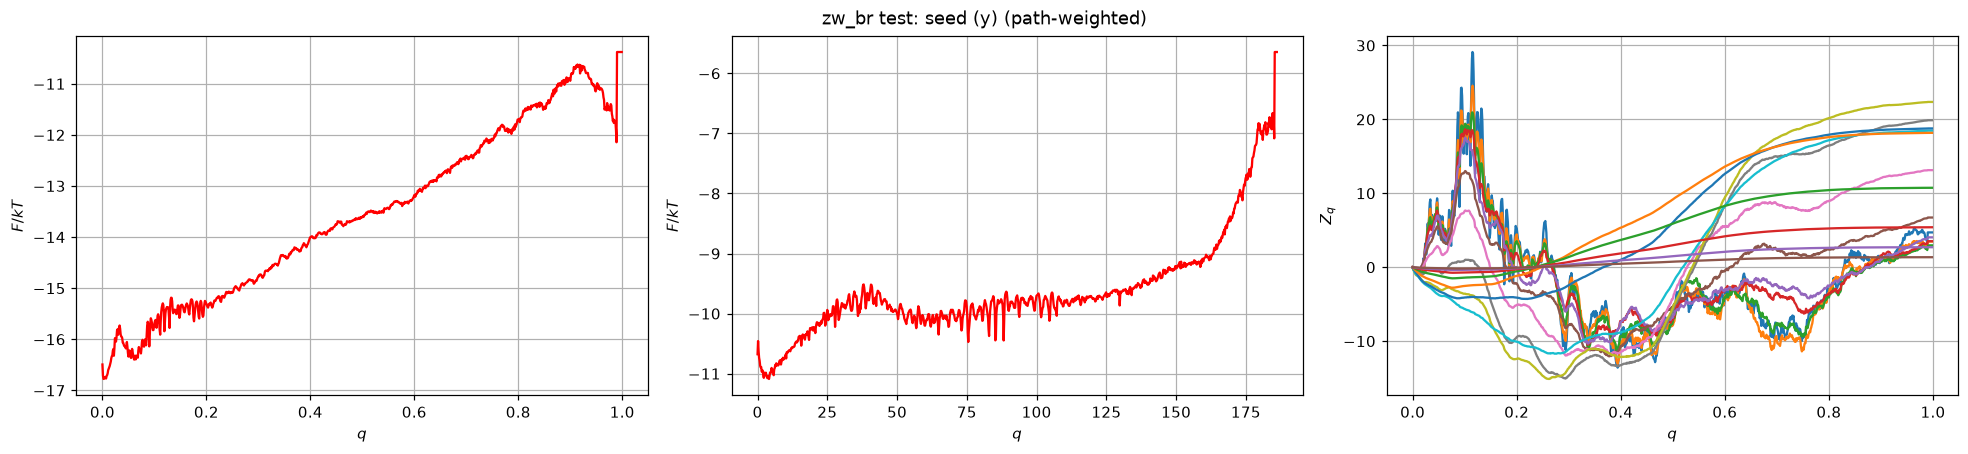 zw_br test: seed (y) (path-weighted)
F/kT
−11
−12
−13
−14
−15
−16
−17
0.0 0.2 0.4 0.6 0.8 1.0
q
F/kT
−6
−7
−8
−9
−10
−11
0 25 50 75 100 125 150 175
q
Zq
30
20
10
0
−10
0.0 0.2 0.4 0.6 0.8 1.0
q